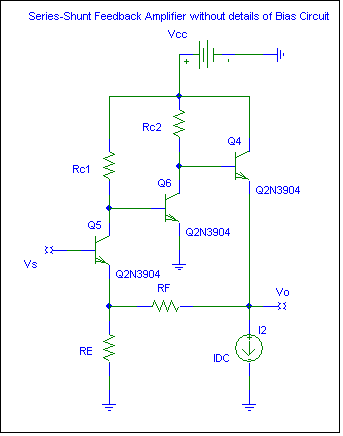 Series-Shunt Feedback Amplifier without details of Bias Circuit
Vcc
+ -
Rc2
Q4
Rc1
Q6
Q2N3904
Q5
Q2N3904
Vs
Q2N3904
RF
Vo
I2
RE
IDC